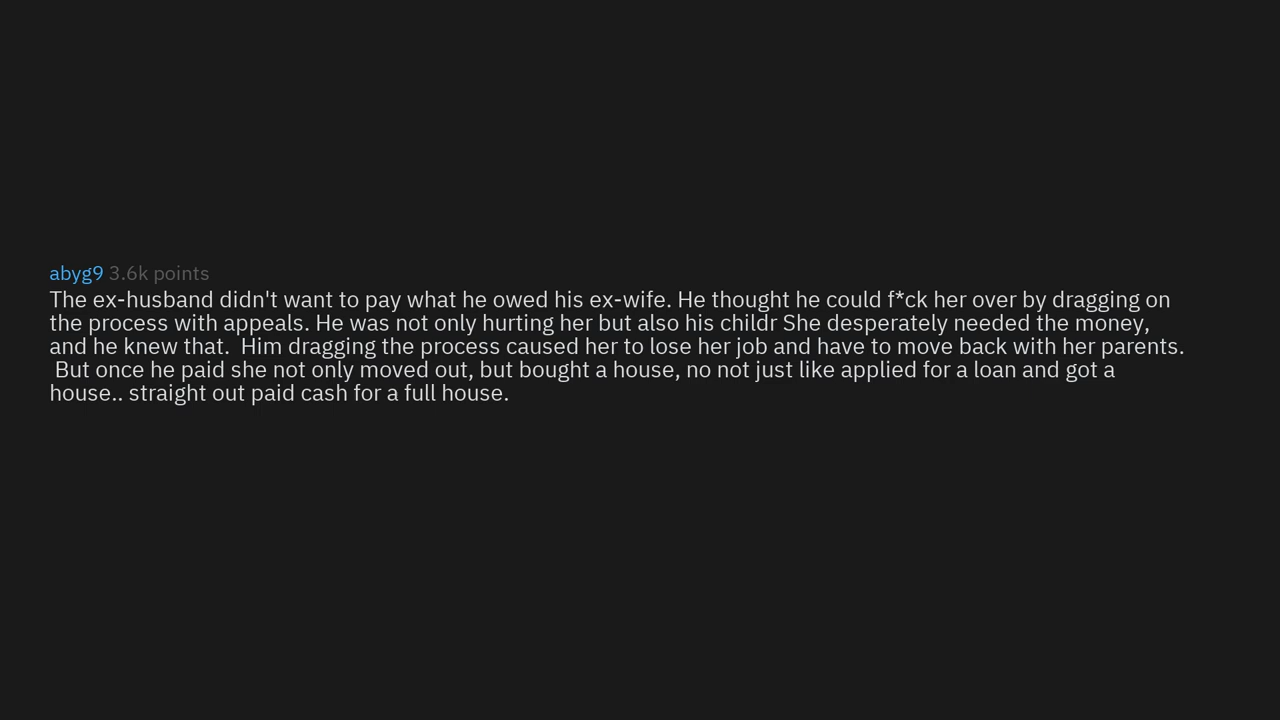 abyg9 3.6k points
The ex-husband didn't want to pay what he owed his ex-wife. He thought he could f*ck her over by dragging on
the process with appeals. He was not only hurting her but also his childr She desperately needed the money,
and he knew that.  Him dragging the process caused her to lose her job and have to move back with her parents.
 But once he paid she not only moved out, but bought a house, no not just like applied for a loan and got a
house.. straight out paid cash for a full house.